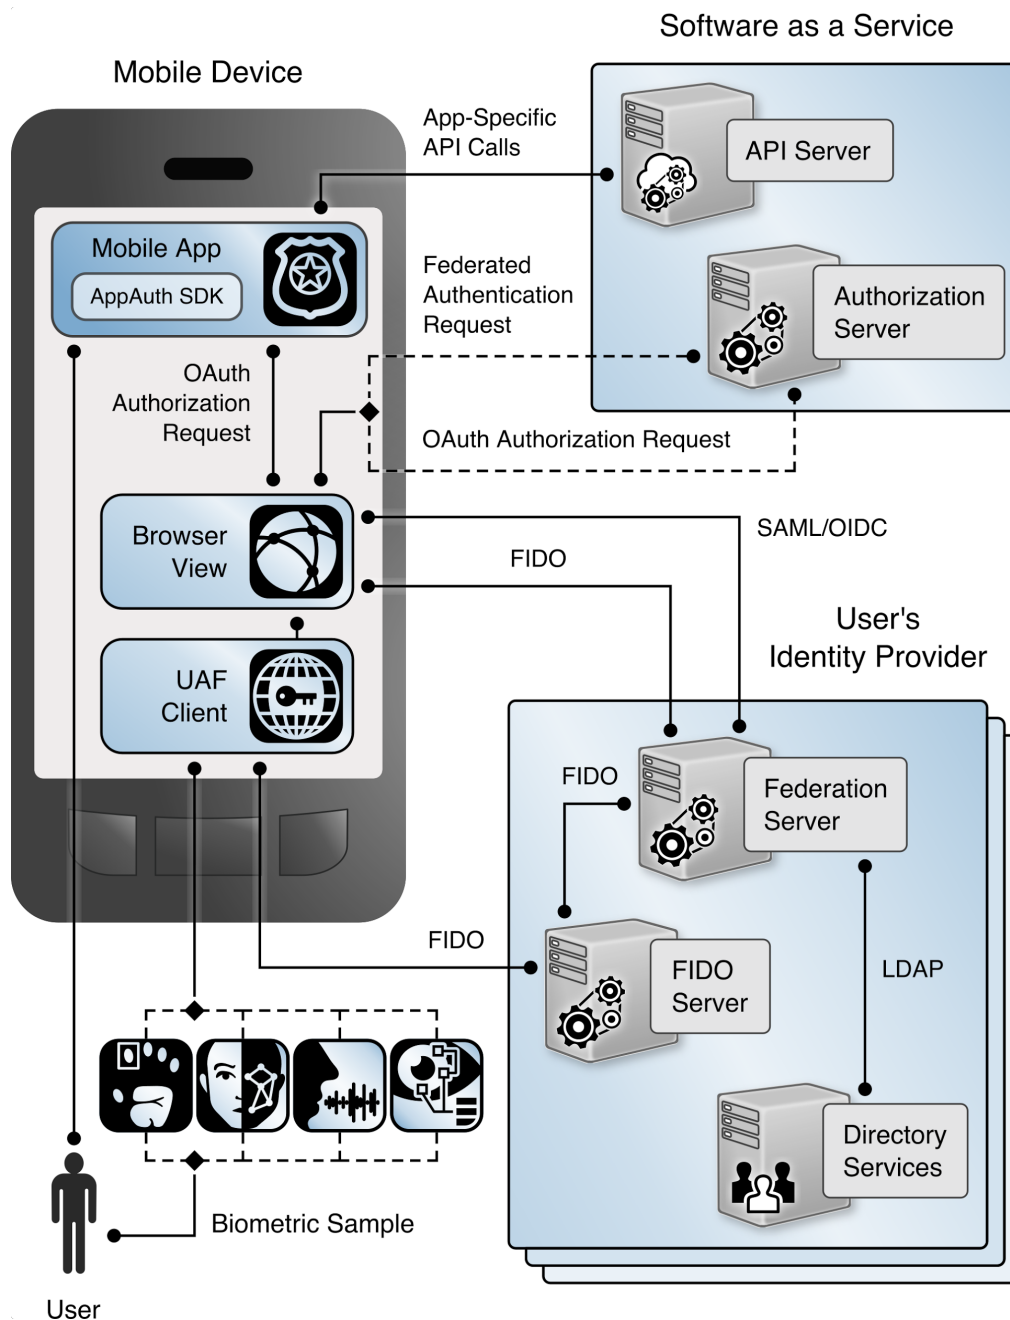 Software as a Service
Mobile Device
App-Specific
API Calls
API Server
Mobile App
AppAuth SDK
Federated
Authentication
Request
Authorization
Server
OAuth
Authorization
Request
OAuth Authorization Request
Browser
View
SAML/OIDC
FIDO
User's
Identity Provider
UAF
Client
FIDO
Federation
Server
FIDO
LDAP
FIDO
Server
Directory
Services
Biometric Sample
User